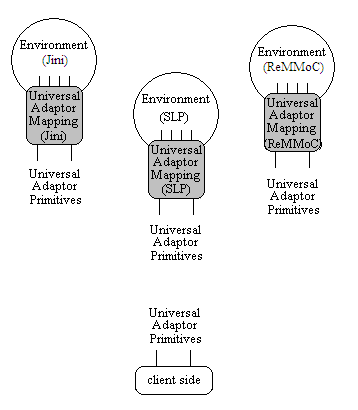 Environment
(Jini)
Universal
Adaptor
Mapping
(Jini)
Universal
Adaptor
Primitives
Environment
(SLP)
Universal
Adaptor
Mapping
(SLP)
Universal
Adaptor
Primitives
Environment
(ReMMoC)
Universal
Adaptor
Mapping
(ReMMoC)
Universal
Adaptor
Primitives
Universal
Adaptor
Primitives
client side